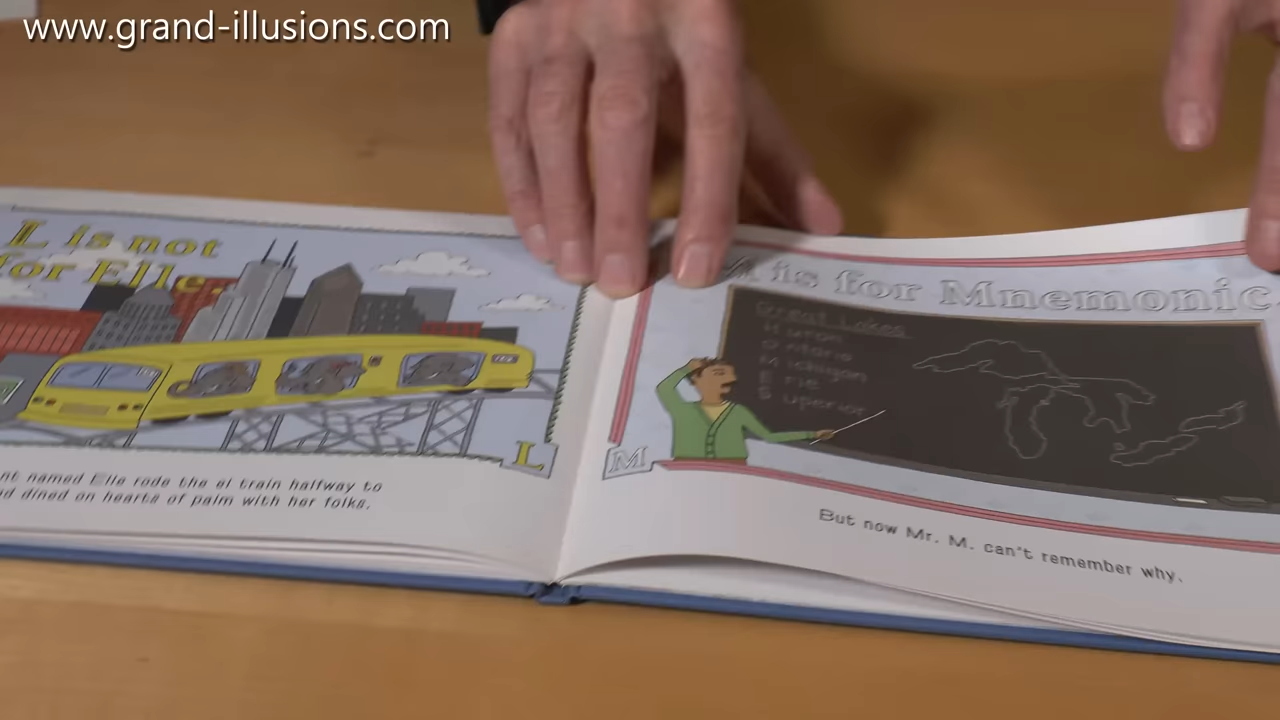 www.grand-illusions.com
L is not
for Elle.
named Elle rode the el train halfway to
dined on hearts of palm with her folks.
L
M is for Mnemonic
Great Lakes
H uron
O ntario
M ichigan
E rie
S uperior
M
But now Mr. M. can't remember why.